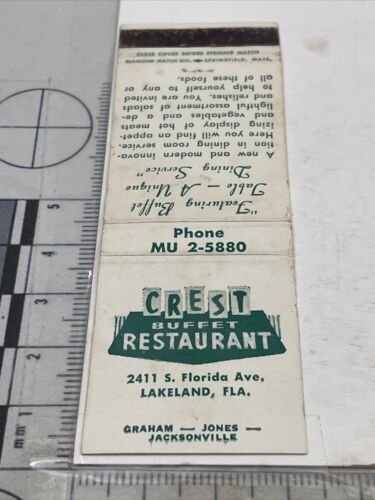 CLOSE COVER BEFORE STRIKING MATCH
DIAMOND MATCH DIV. SPRINGFIELD, MASS.
"Featuring Buffet
Table — A Unique
Dining Service"
A new and modern innova-
tion in dining room service.
Here you will find an appet-
izing display of hot meats
and vegetables and a de-
lightful assortment of salads
and relishes. You are invited
to help yourself to any or
all of these foods.
Phone
MU 2-5880
CREST
BUFFET
RESTAURANT
2411 S. Florida Ave.
LAKELAND, FLA.
GRAHAM — JONES —
JACKSONVILLE